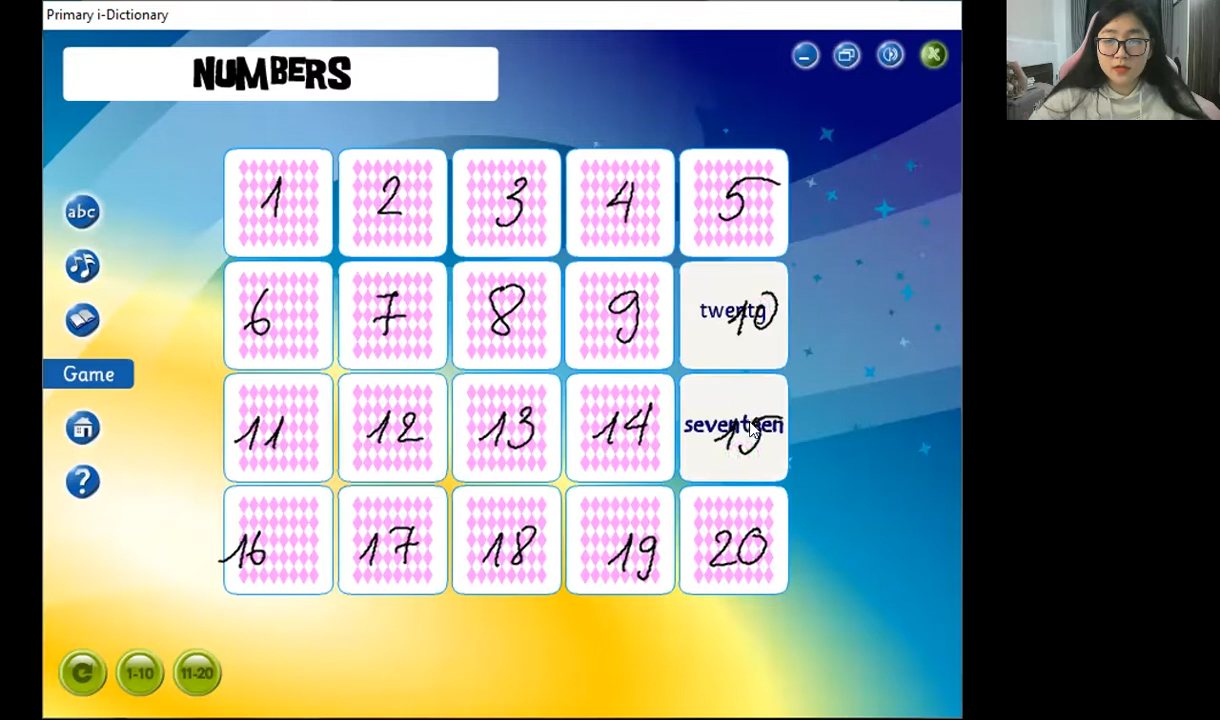 Primary i-Dictionary
NUMBERS
abc
1 2 3 4 5
6 7 8 9 twenty 10
Game
11 12 13 14 seventeen 15
?
16 17 18 19 20
1-10 11-20